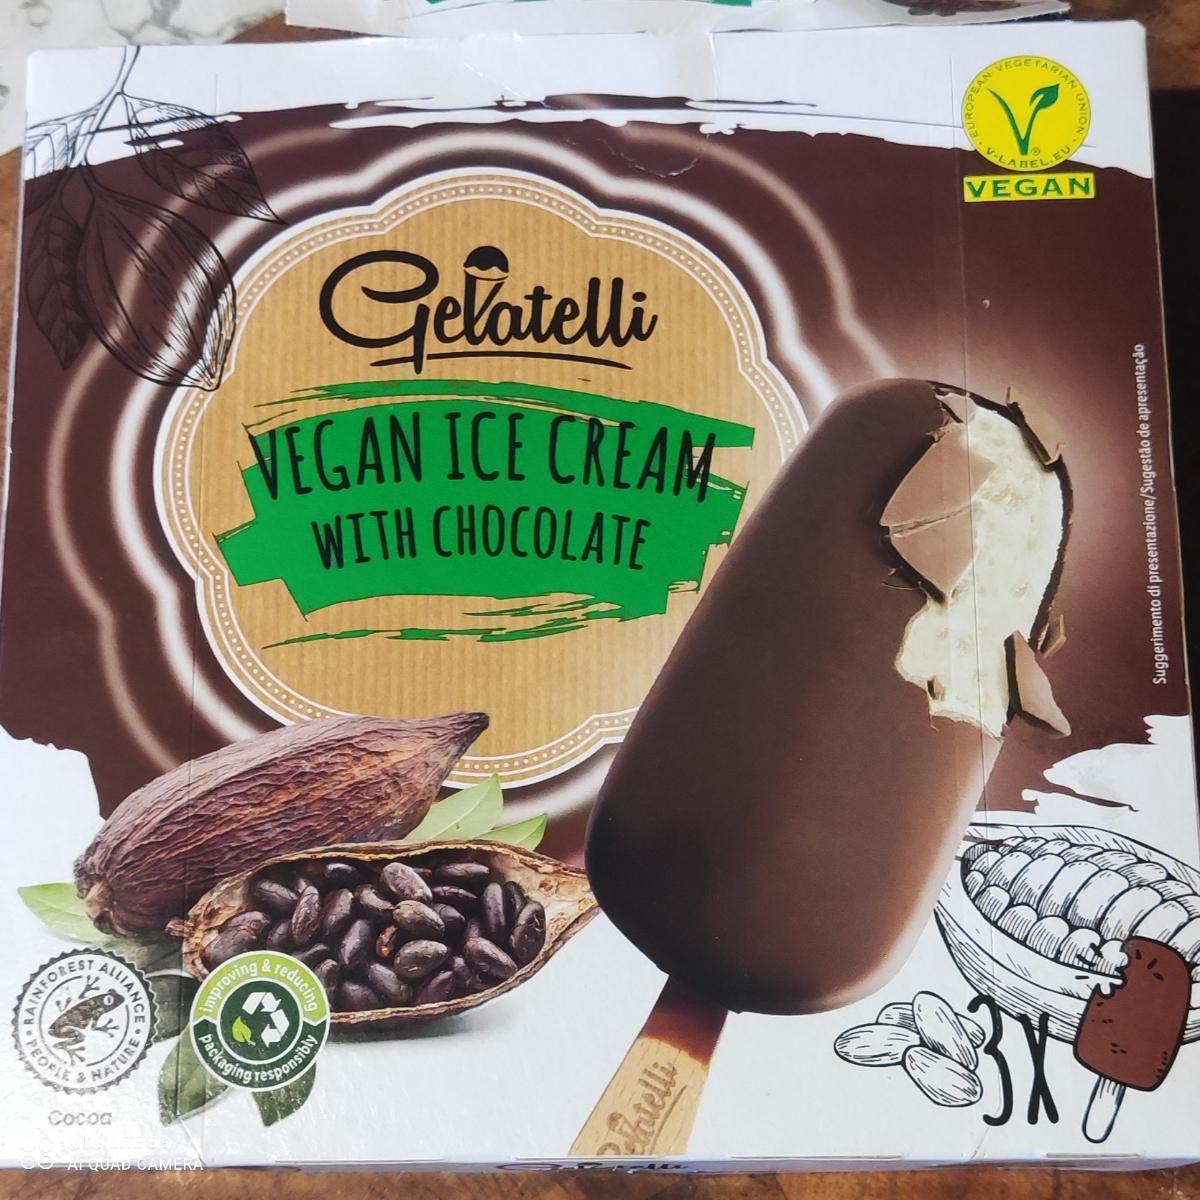 EUROPEAN VEGETARIAN UNION
V-LABEL.EU
VEGAN
Gelatelli
VEGAN ICE CREAM
WITH CHOCOLATE
Suggerimento di presentazione/Sugestão de apresentação
RAINFOREST ALLIANCE
PEOPLE & NATURE
Cocoa
improving & reducing
packaging responsibly
Gelatelli
3x
AI QUAD CAMERA
Gelatelli